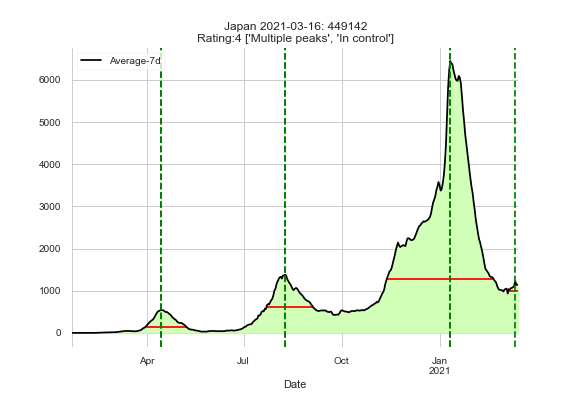 Japan 2021-03-16: 449142
Rating:4 ['Multiple peaks', 'In control']
Average-7d
6000
5000
4000
3000
2000
1000
0
Apr
Jul
Oct
Jan
2021
Date